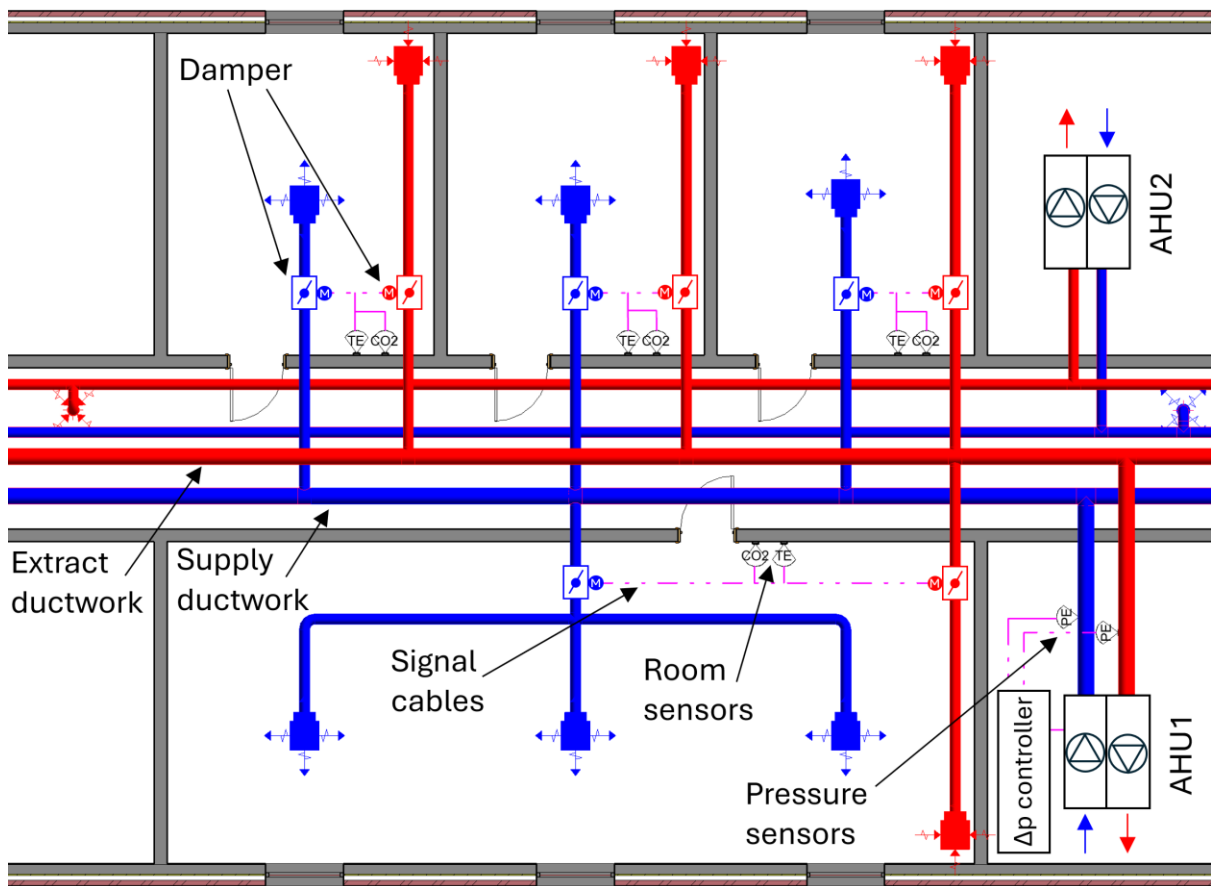 Damper
AHU2
M
M
M
M
M
M
TE
CO2
TE
CO2
TE
CO2
Extract
ductwork
Supply
ductwork
CO2
TE
M
M
Signal
cables
Room
sensors
PE
PE
Pressure
sensors
Δp controller
AHU1